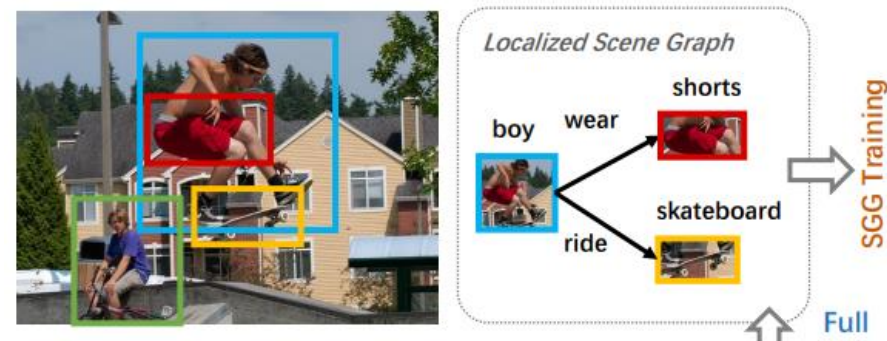 Localized Scene Graph
shorts
boy
wear
skateboard
ride
SGG Training
Full